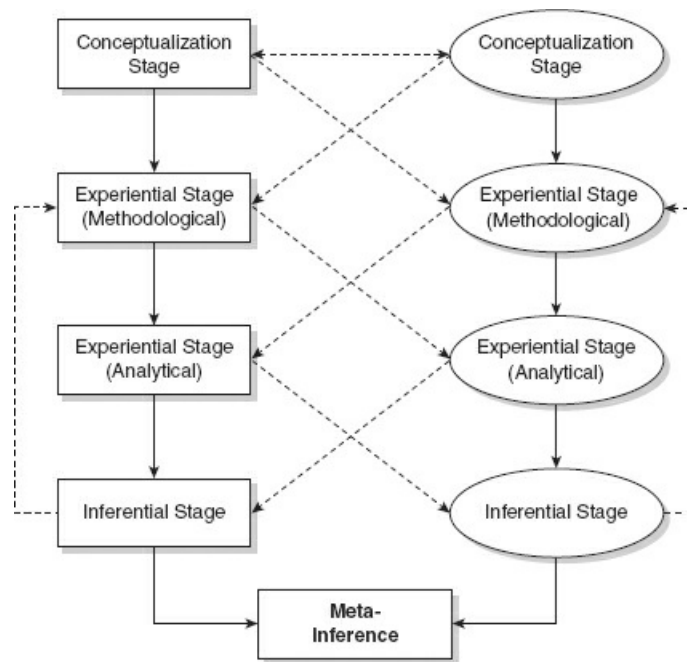 Conceptualization
Stage
Conceptualization
Stage
Experiential Stage
(Methodological)
Experiential Stage
(Methodological)
Experiential Stage
(Analytical)
Experiential Stage
(Analytical)
Inferential Stage
Inferential Stage
Meta-
Inference